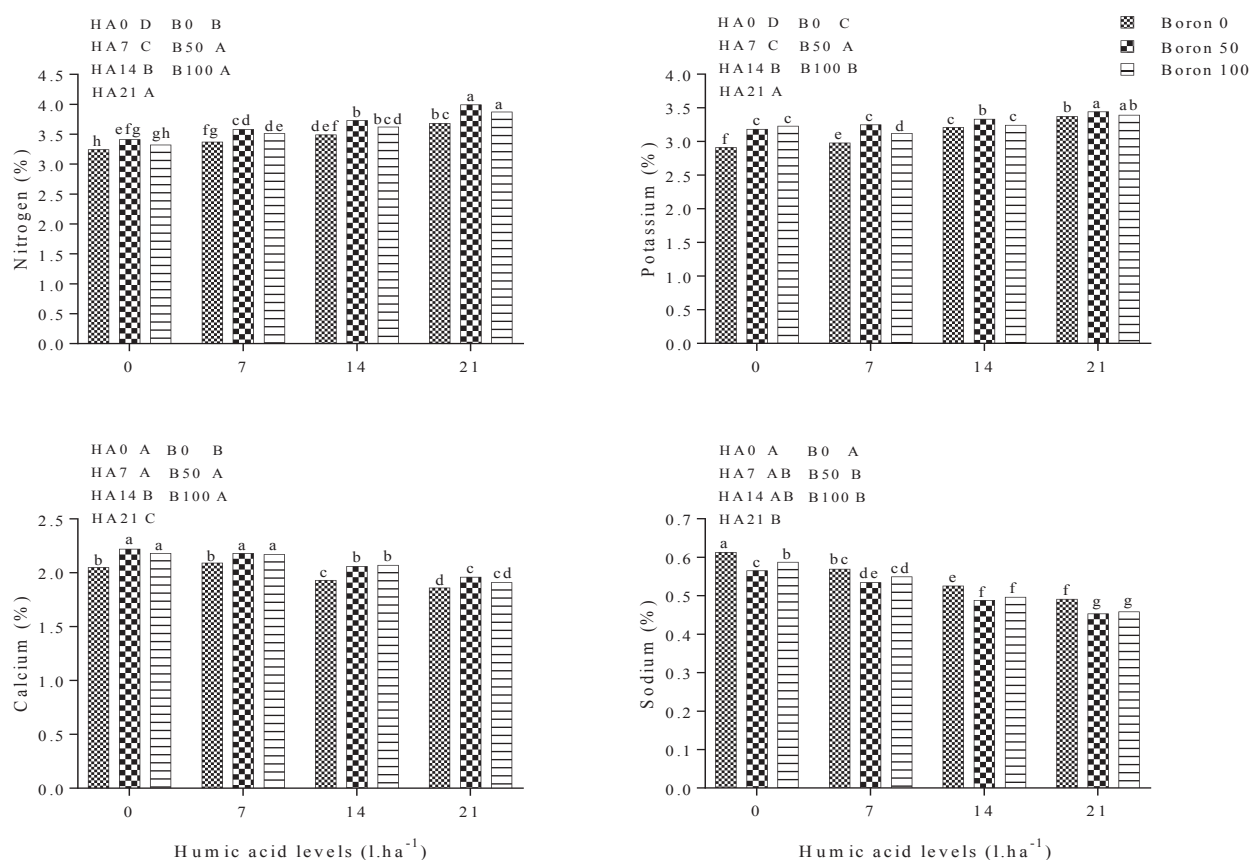 HA0 D B0 B
HA7 C B50 A
HA14 B B100 A
HA21 A
4.5
4.0
3.5
3.0
2.5
2.0
1.5
1.0
0.5
0.0
Nitrogen (%)
h efg gh fg cd de def b bcd bc a a
0 7 14 21
HA0 D B0 C
HA7 C B50 A
HA14 B B100 B
HA21 A
4.0
3.5
3.0
2.5
2.0
1.5
1.0
0.5
0.0
Potassium (%)
f c c e c d c b c b a ab
0 7 14 21
Boron 0
Boron 50
Boron 100
HA0 A B0 B
HA7 A B50 A
HA14 B B100 A
HA21 C
2.5
2.0
1.5
1.0
0.5
0.0
Calcium (%)
b a a b a a c b b d c cd
0 7 14 21
Humic acid levels (l.ha-1)
HA0 A B0 A
HA7 AB B50 B
HA14 AB B100 B
HA21 B
0.7
0.6
0.5
0.4
0.3
0.2
0.1
0.0
Sodium (%)
a c b bc de cd e f f f g g
0 7 14 21
Humic acid levels (l.ha-1)